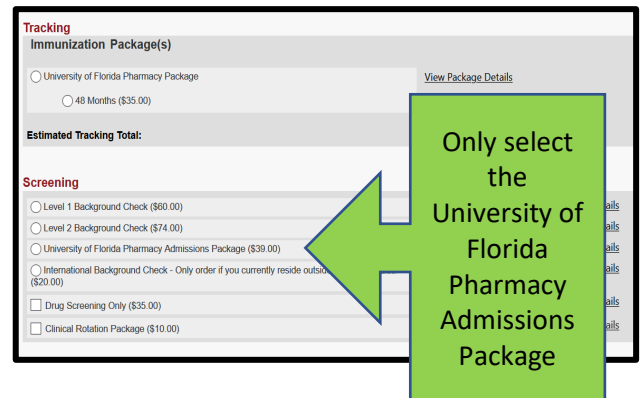 Tracking
Immunization Package(s)
University of Florida Pharmacy Package
View Package Details
48 Months ($35.00)
Estimated Tracking Total:
Screening
Level 1 Background Check ($60.00)
ails
Level 2 Background Check ($74.00)
ails
University of Florida Pharmacy Admissions Package ($39.00)
ails
International Background Check - Only order if you currently reside outside
ails
($20.00)
Drug Screening Only ($35.00)
ails
Clinical Rotation Package ($10.00)
ails
Only select
the
University of
Florida
Pharmacy
Admissions
Package